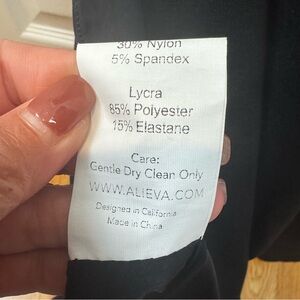 30% Nylon
5% Spandex
Lycra
85% Polyester
15% Elastane
Care:
Gentle Dry Clean Only
WWW.ALIEVA.COM
Designed in California
Made in China